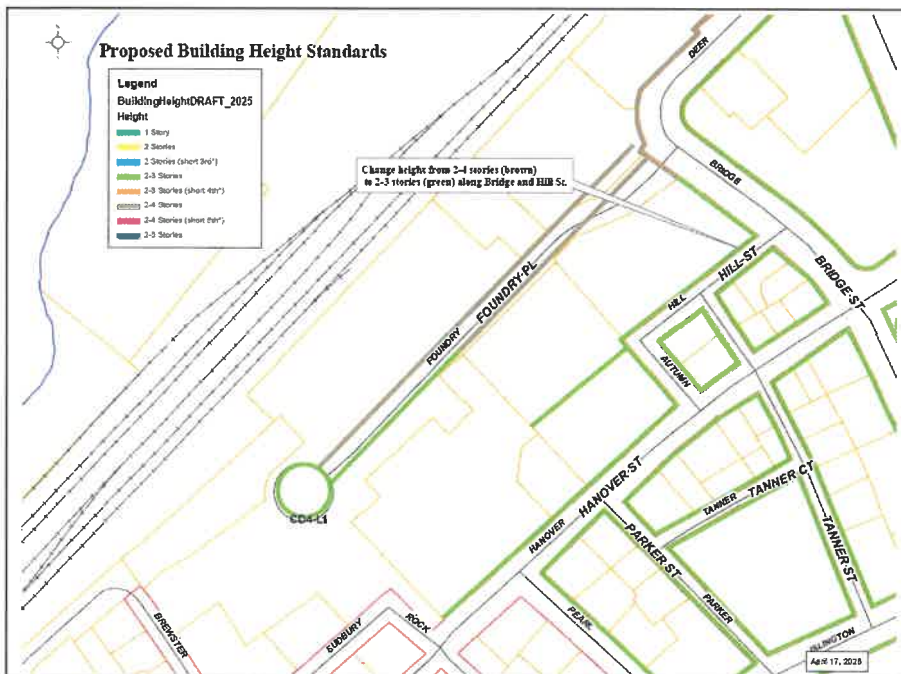 Proposed Building Height Standards
Legend
BuildingHeightDRAFT_2025
Height
1 Story
2 Stories
2 Stories (short 3rd*)
2-3 Stories
2-3 Stories (short 4th*)
2-4 Stories
2-4 Stories (short 5th*)
2-5 Stories
Change height from 2-4 stories (brown)
to 2-3 stories (green) along Bridge and Hill St.
DEER
BRIDGE
BRIDGE-ST
HILL-ST
HILL
AUTUMN
FOUNDRY-PL
FOUNDRY
CD4-L1
HANOVER-ST
HANOVER
TANNER CT
TANNER
TANNER-ST
PARKER-ST
PARKER
PEARL
ROCK
SUDBURY
BREWSTER
ISLINGTON
April 17, 2025